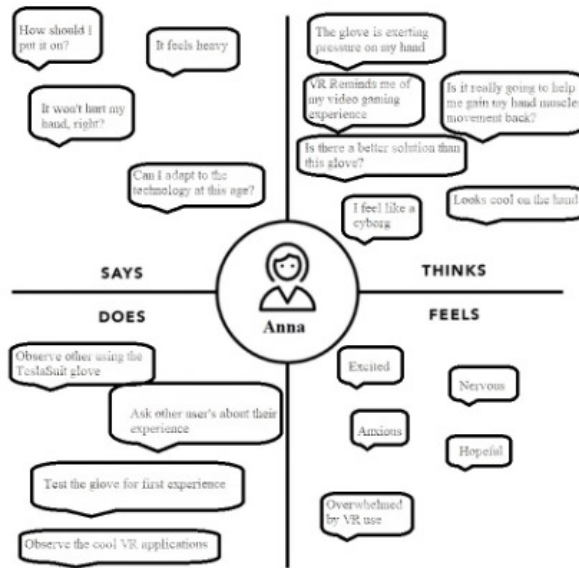 How should I
put it on?
It feels heavy
It won't hurt my
hand, right?
Can I adapt to the
technology at this age?
SAYS
The glove is exerting
pressure on my hand
VR Reminds me of
my video gaming
experience
Is it really going to help
me gain my hand muscles
movement back?
Is there a better solution than
this glove?
I feel like a
cyborg
Looks cool on the hand
THINKS
Anna
DOES
Observe other using the
TeslaSuit glove
Ask other user's about their
experience
Test the glove for first experience
Observe the cool VR applications
FEELS
Excited
Nervous
Anxious
Hopeful
Overwhelmed
by VR use